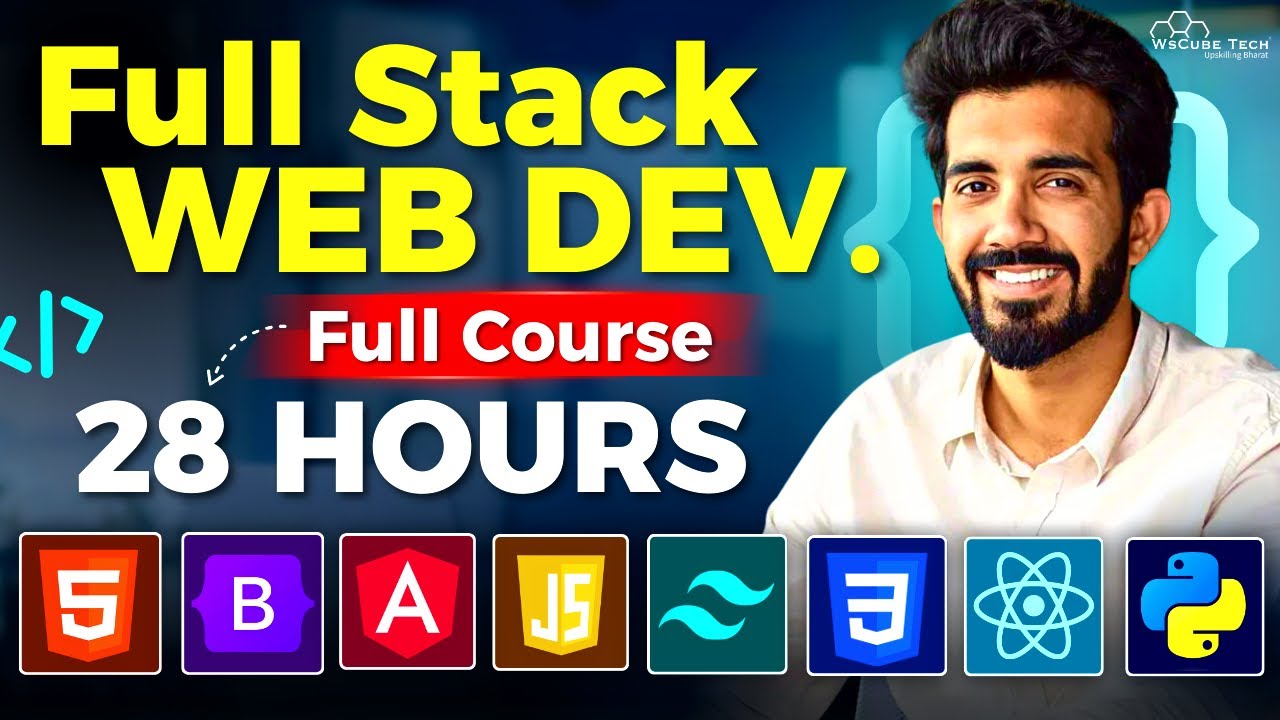 Full Stack
WEB DEV.
WsCube Tech
Upskilling Bharat
</>
Full Course
28 HOURS
5
B
A
JS
3